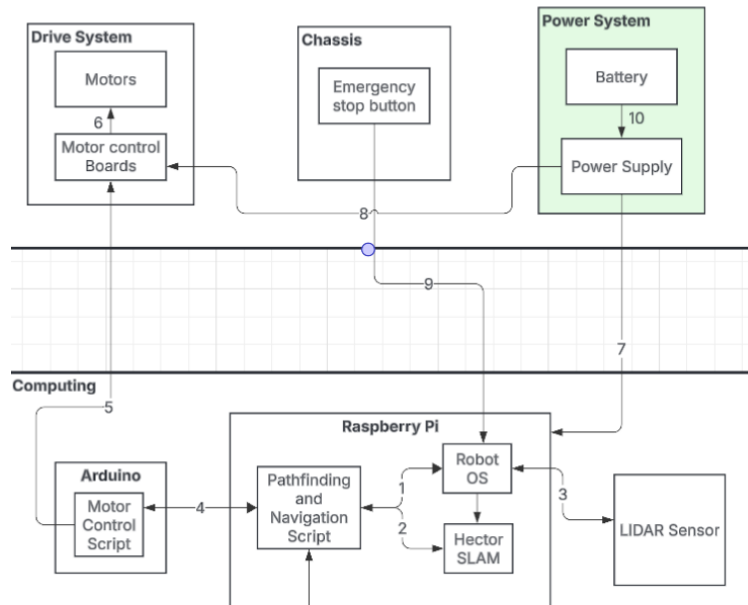 Drive System
Motors
6
Motor control
Boards
Chassis
Emergency
stop button
Power System
Battery
10
Power Supply
8
9
7
Computing
5
Arduino
Motor
Control
Script
4
Raspberry Pi
Pathfinding
and
Navigation
Script
1
2
Robot
OS
Hector
SLAM
3
LIDAR Sensor